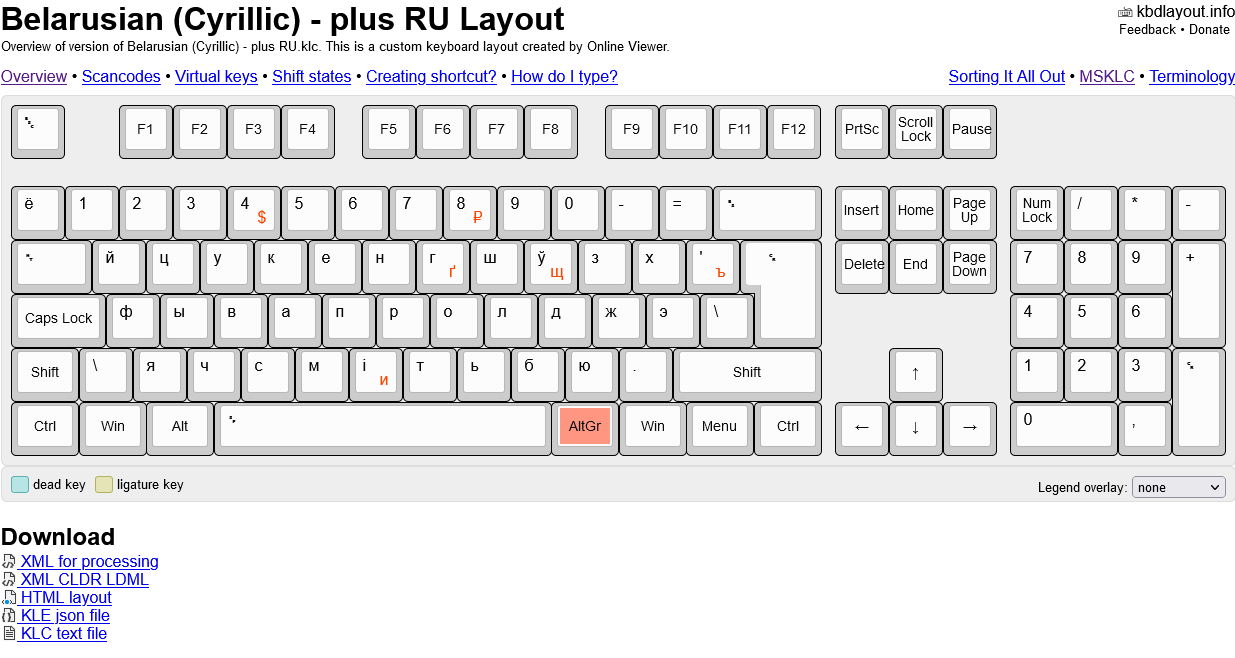 Belarusian (Cyrillic) - plus RU Layout
kbdlayout.info
Feedback • Donate
Overview of version of Belarusian (Cyrillic) - plus RU.klc. This is a custom keyboard layout created by Online Viewer.
Overview • Scancodes • Virtual keys • Shift states • Creating shortcut? • How do I type?
Sorting It All Out • MSKLC • Terminology
F1 F2 F3 F4 F5 F6 F7 F8 F9 F10 F11 F12 PrtSc Scroll Lock Pause
ё 1 2 3 4 $ 5 6 7 8 ₽ 9 0 - = Insert Home Page Up Num Lock / * -
й ц у к е н г ґ ш ў щ з х ' ъ Delete End Page Down 7 8 9 +
Caps Lock ф ы в а п р о л д ж э \ 4 5 6
Shift \ я ч с м і и т ь б ю . Shift ↑ 1 2 3
Ctrl Win Alt AltGr Win Menu Ctrl ← ↓ → 0 ,
dead key ligature key
Legend overlay: none
Download
XML for processing
XML CLDR LDML
HTML layout
KLE json file
KLC text file